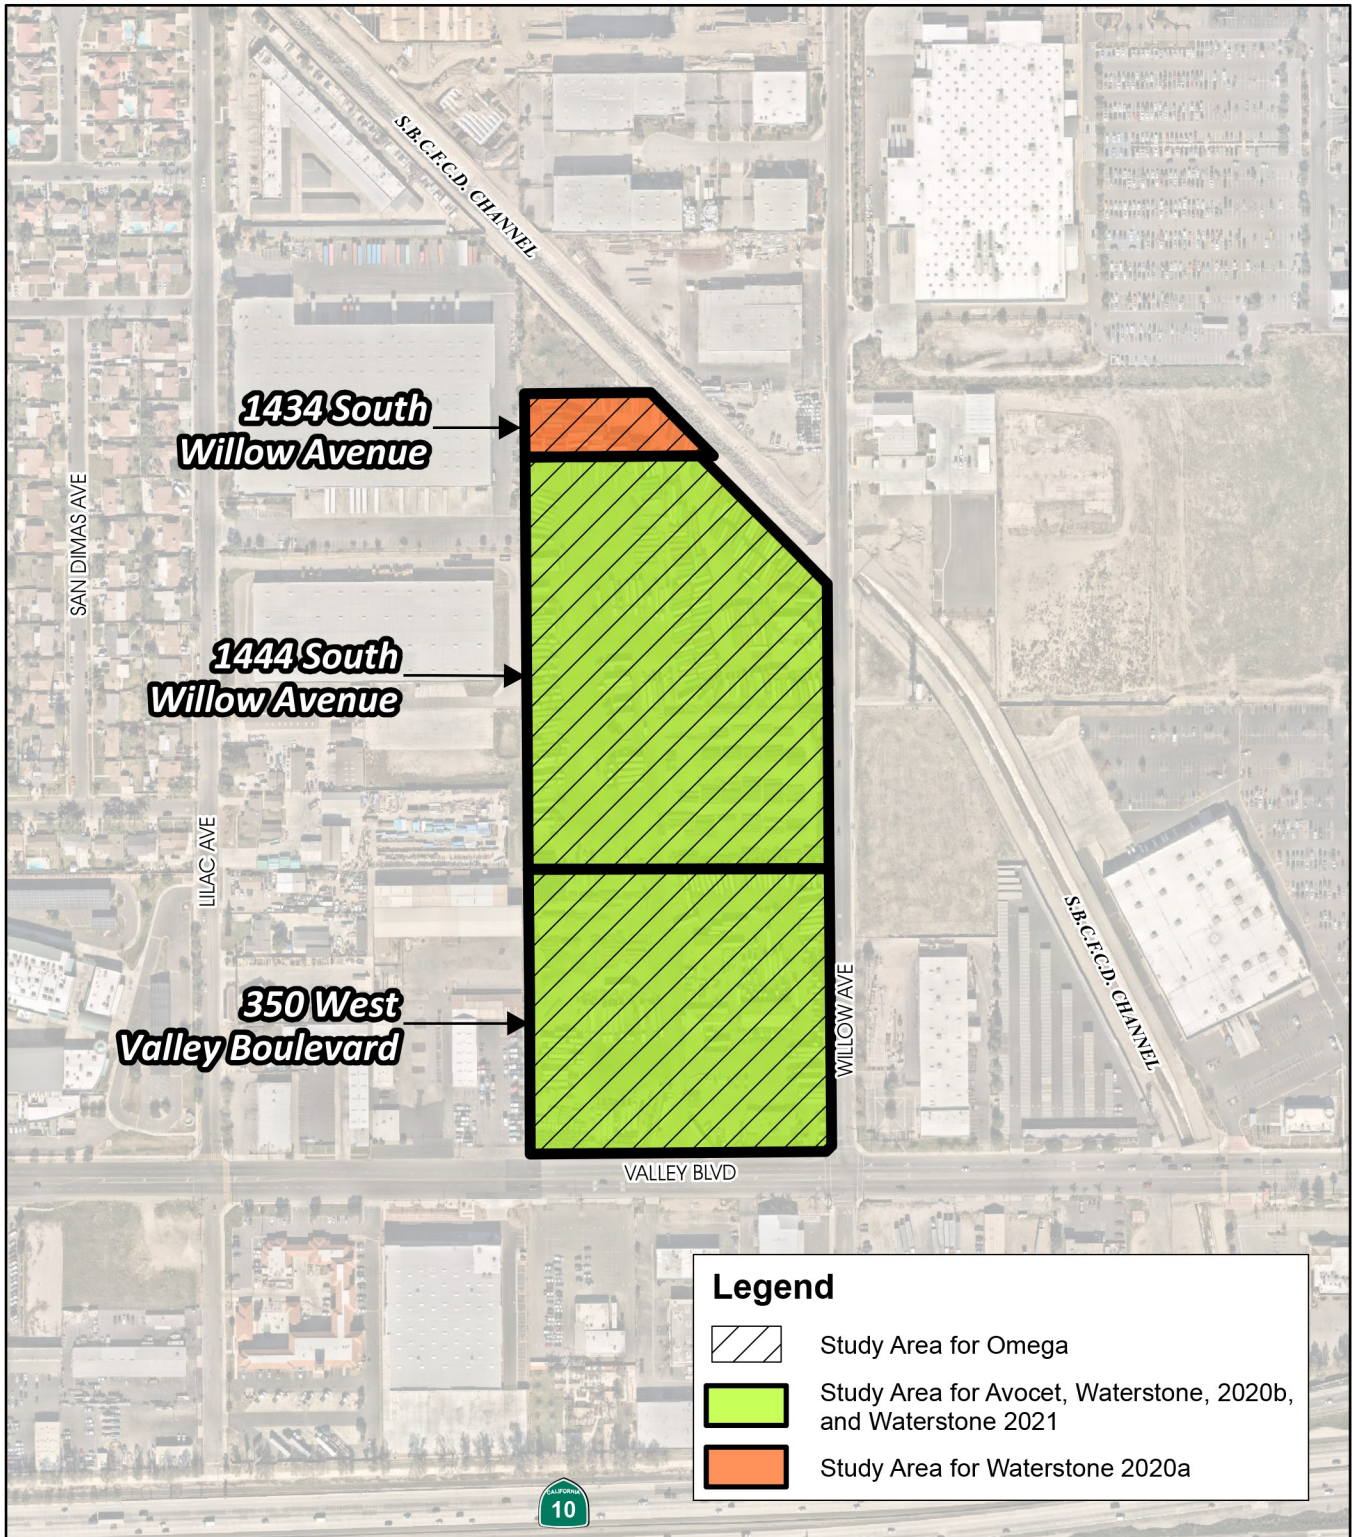 S.B.C.F.C.D. CHANNEL
1434 South
Willow Avenue
SAN DIMAS AVE
1444 South
Willow Avenue
LILAC AVE
S.B.C.F.C.D. CHANNEL
350 West
Valley Boulevard
WILLOW AVE
VALLEY BLVD
Legend
Study Area for Omega
Study Area for Avocet, Waterstone, 2020b,
and Waterstone 2021
Study Area for Waterstone 2020a
CALIFORNIA
10